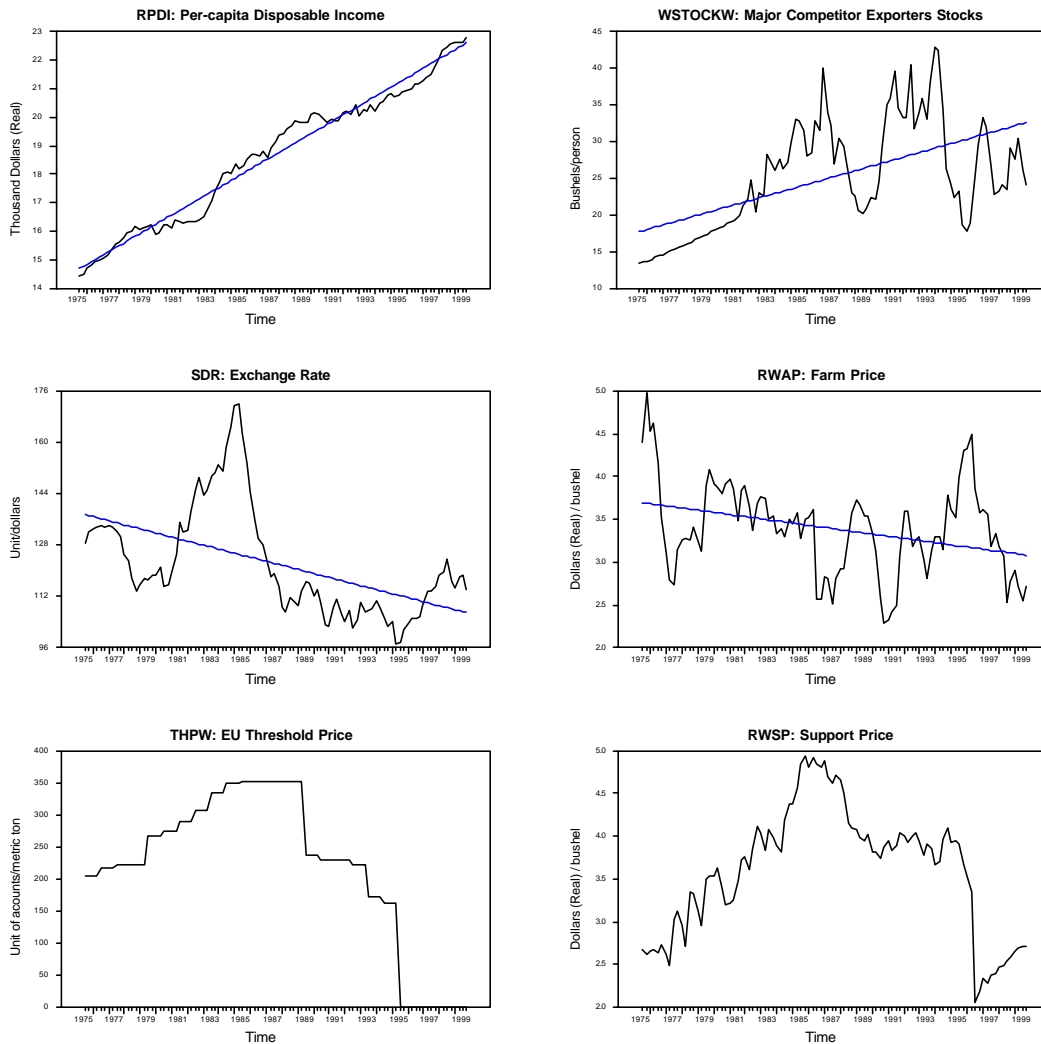 RPDI: Per-capita Disposable Income
Thousand Dollars (Real)
23
22
21
20
19
18
17
16
15
14
1975 1977 1979 1981 1983 1985 1987 1989 1991 1993 1995 1997 1999
Time
WSTOCKW: Major Competitor Exporters Stocks
Bushels/person
45
40
35
30
25
20
15
10
1975 1977 1979 1981 1983 1985 1987 1989 1991 1993 1995 1997 1999
Time
SDR: Exchange Rate
Unit/dollars
176
160
144
128
112
96
1975 1977 1979 1981 1983 1985 1987 1989 1991 1993 1995 1997 1999
Time
RWAP: Farm Price
Dollars (Real) / bushel
5.0
4.5
4.0
3.5
3.0
2.5
2.0
1975 1977 1979 1981 1983 1985 1987 1989 1991 1993 1995 1997 1999
Time
THPW: EU Threshold Price
Unit of acounts/metric ton
400
350
300
250
200
150
100
50
0
1975 1977 1979 1981 1983 1985 1987 1989 1991 1993 1995 1997 1999
Time
RWSP: Support Price
Dollars (Real) / bushel
5.0
4.5
4.0
3.5
3.0
2.5
2.0
1975 1977 1979 1981 1983 1985 1987 1989 1991 1993 1995 1997 1999
Time